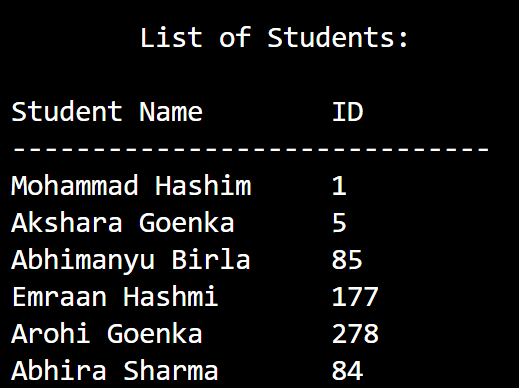 List of Students:
Student Name ID
------------------------------
Mohammad Hashim 1
Akshara Goenka 5
Abhimanyu Birla 85
Emraan Hashmi 177
Arohi Goenka 278
Abhira Sharma 84